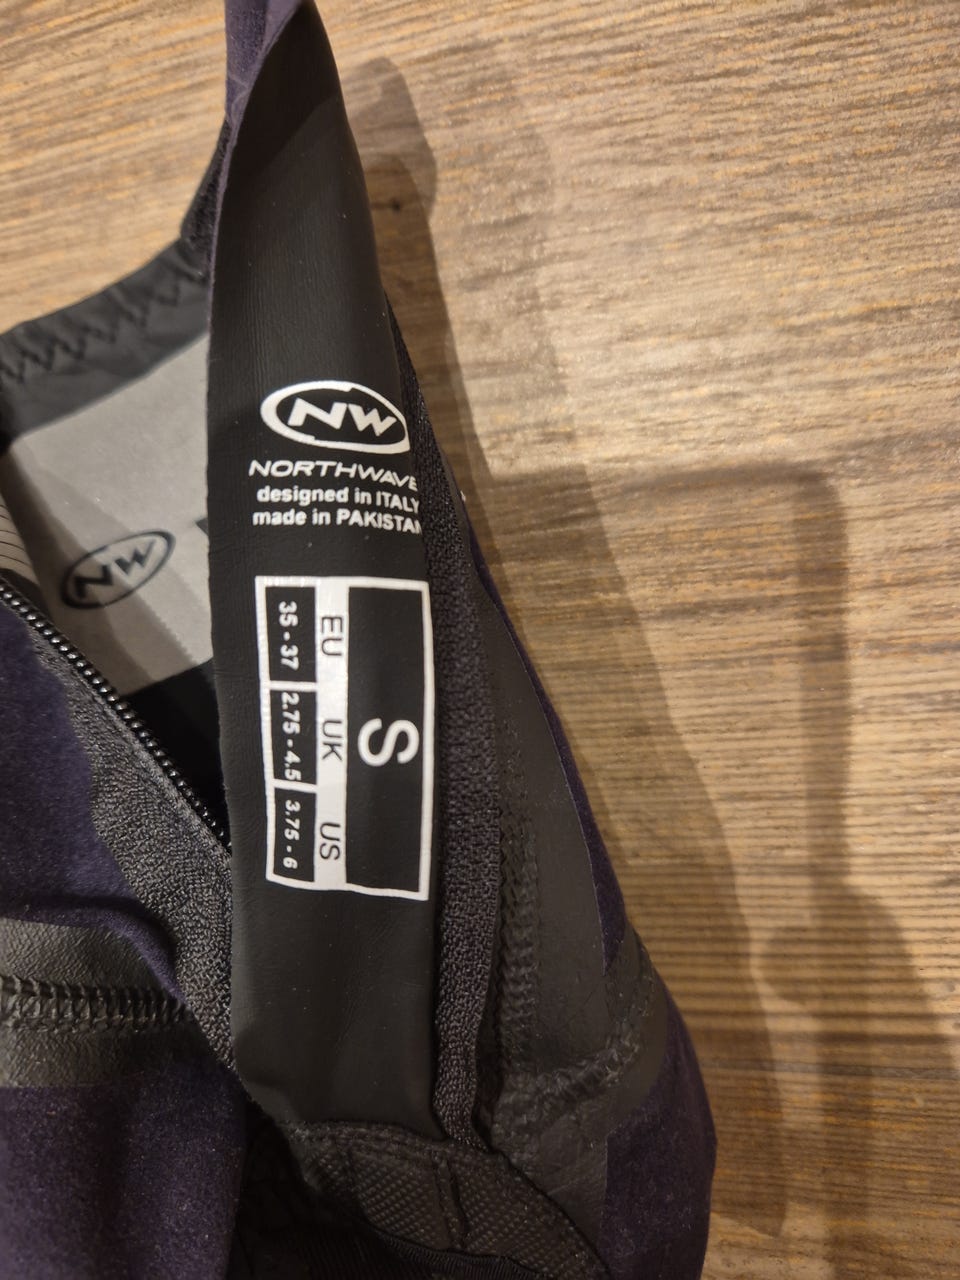 NW
NORTHWAVE
designed in ITALY
made in PAKISTAN
S
EU UK US
35 - 37 2.75 - 4.5 3.75 - 6
NW